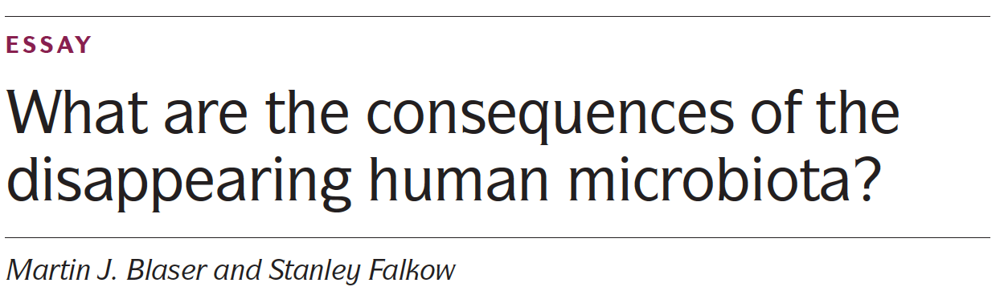 ESSAY
What are the consequences of the
disappearing human microbiota?
Martin J. Blaser and Stanley Falkow